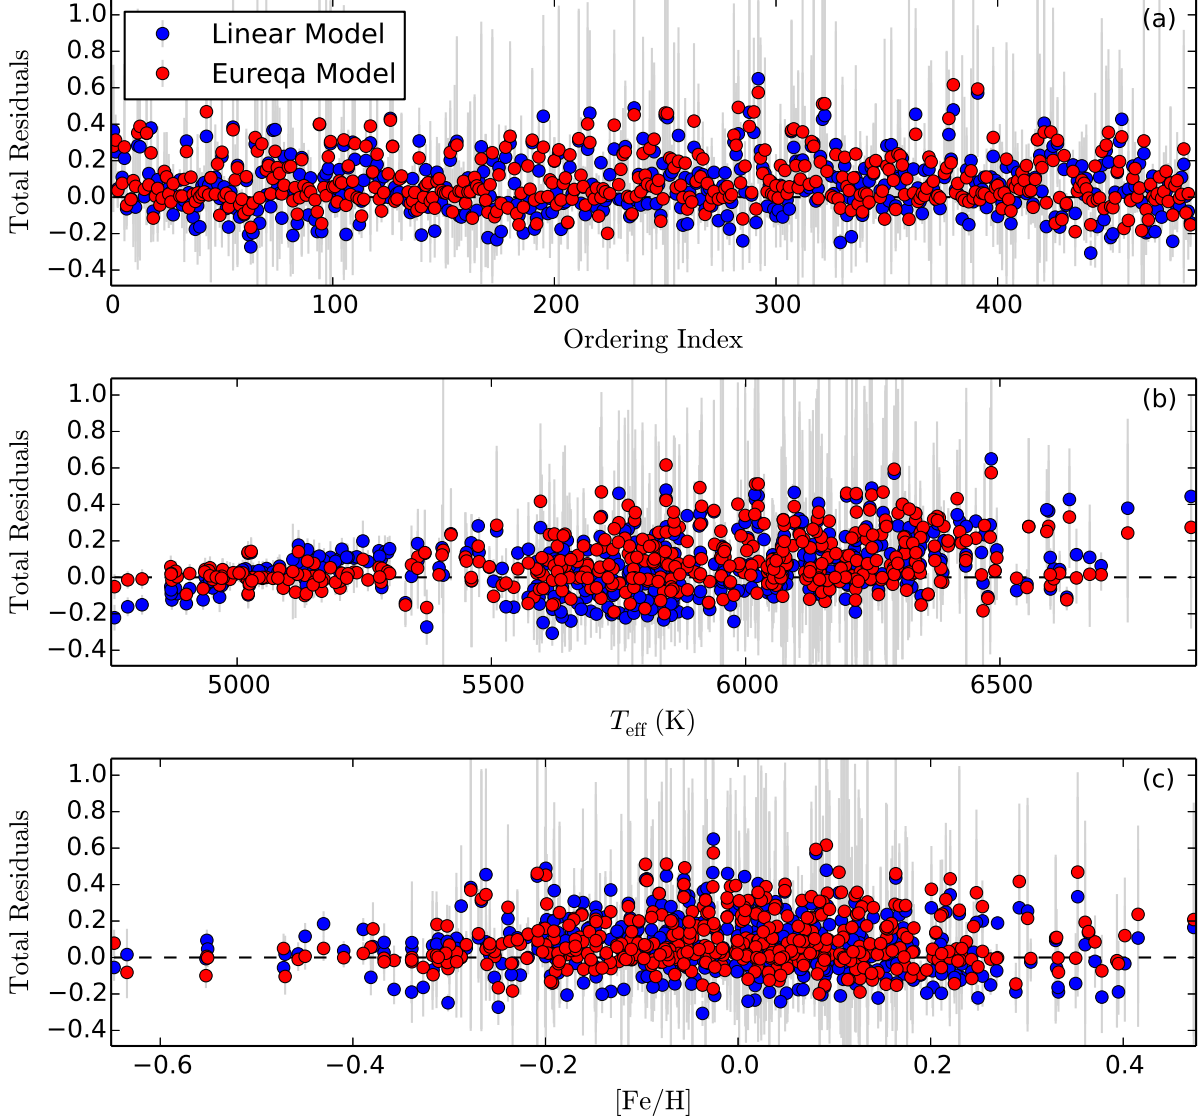 1.0
0.8
0.6
0.4
0.2
0.0
−0.2
−0.4
Total Residuals
Linear Model
Eureqa Model
(a)
0 100 200 300 400
Ordering Index
1.0
0.8
0.6
0.4
0.2
0.0
−0.2
−0.4
Total Residuals
(b)
5000 5500 6000 6500
Teff (K)
1.0
0.8
0.6
0.4
0.2
0.0
−0.2
−0.4
Total Residuals
(c)
−0.6 −0.4 −0.2 0.0 0.2 0.4
[Fe/H]